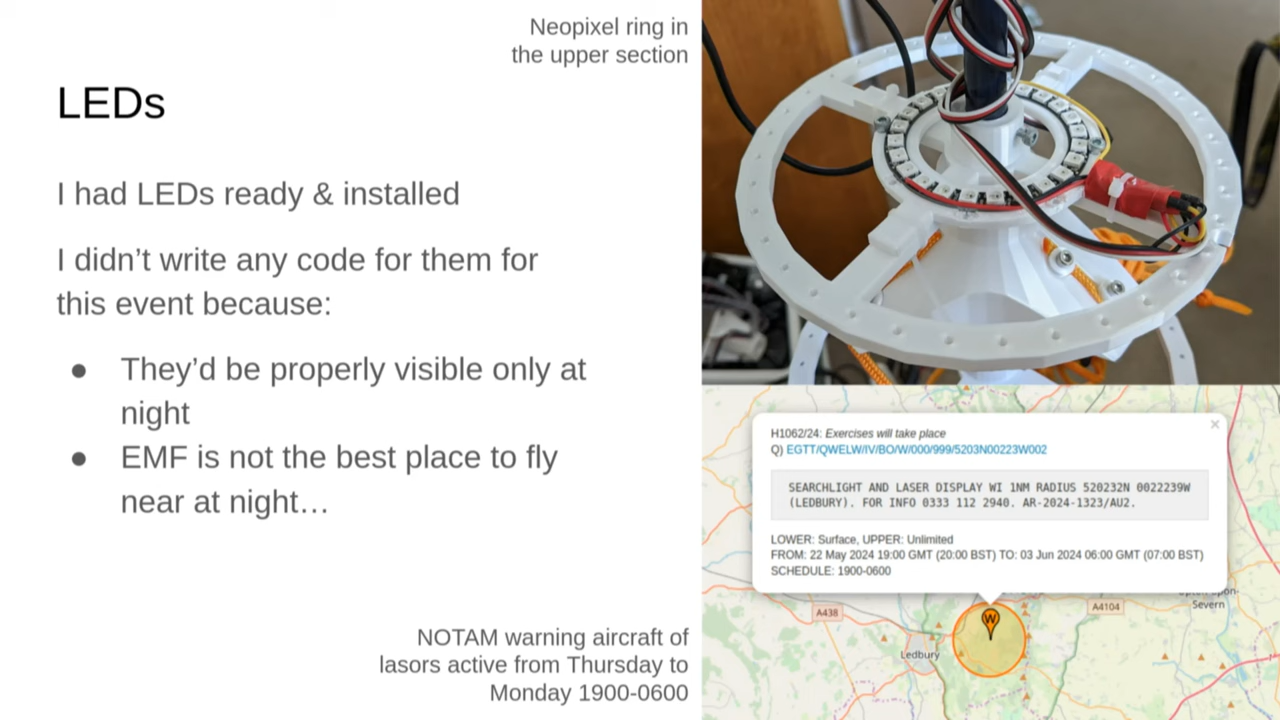 Neopixel ring in
the upper section
LEDs
I had LEDs ready & installed
I didn’t write any code for them for
this event because:
● They’d be properly visible only at
night
● EMF is not the best place to fly
near at night…
NOTAM warning aircraft of
lasors active from Thursday to
Monday 1900-0600
H1062/24: Exercises will take place
Q) EGTT/QWELW/IV/BO/W/000/999/5203N00223W002
SEARCHLIGHT AND LASER DISPLAY WI 1NM RADIUS 520232N 0022239W
(LEDBURY). FOR INFO 0333 112 2940. AR-2024-1323/AU2.
LOWER: Surface, UPPER: Unlimited
FROM: 22 May 2024 19:00 GMT (20:00 BST) TO: 03 Jun 2024 06:00 GMT (07:00 BST)
SCHEDULE: 1900-0600
W
A438
A4104
Severn
Ledbury